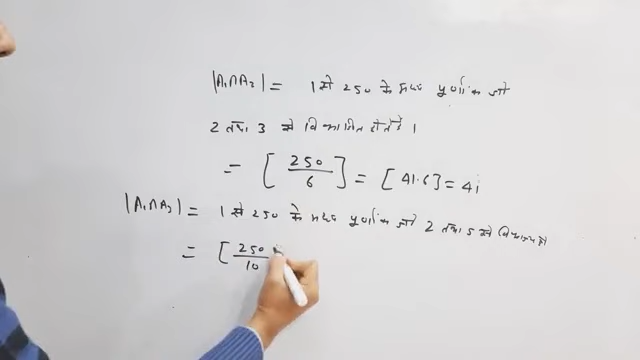 |A₁∩A₂| = 1 से 250 के मध्य पूर्णांक जो
2 तथा 3 से विभाजित होते है।
= [ 250/6 ] = [ 41.6 ] = 41
|A₁∩A₃| = 1 से 250 के मध्य पूर्णांक जो 2 तथा 5 से विभाज्य हो
= [ 250/10